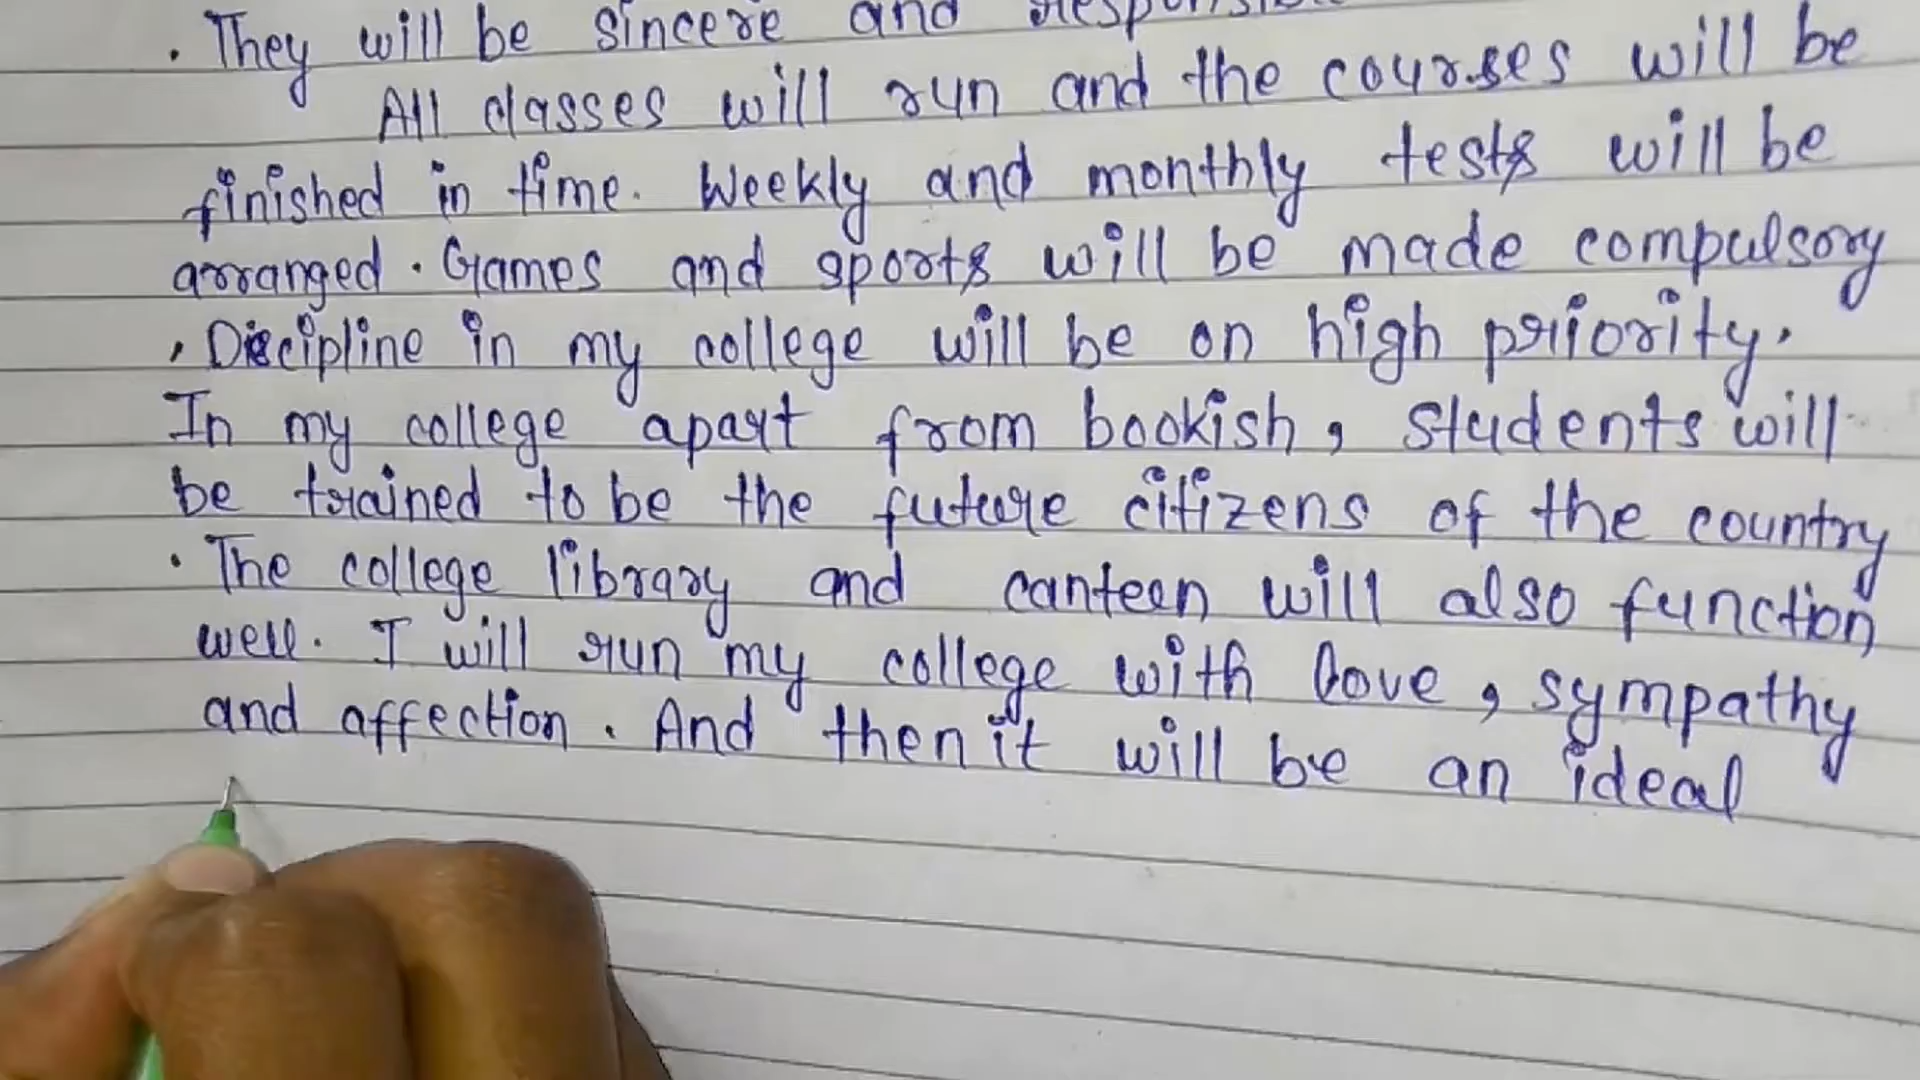 . They will be sincere and responsible
All classes will run and the courses will be
finished in time. Weekly and monthly tests will be
arranged. Games and sports will be made compulsory
. Discipline in my college will be on high priority.
In my college apart from bookish, students will
be trained to be the future citizens of the country
. The college library and canteen will also function
well. I will run my college with love, sympathy
and affection. And then it will be an ideal